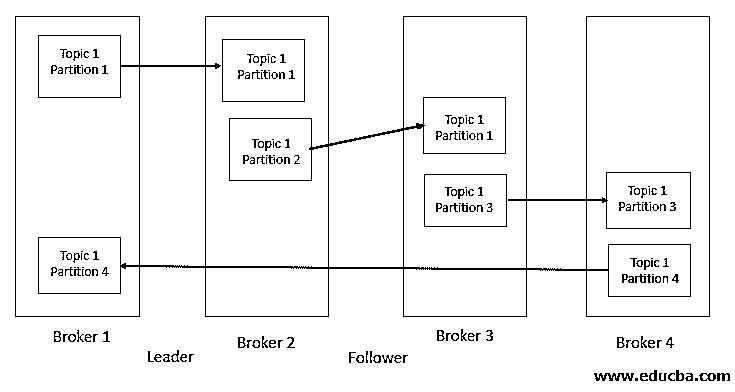 Topic 1
Partition 1
Topic 1
Partition 1
Topic 1
Partition 2
Topic 1
Partition 1
Topic 1
Partition 3
Topic 1
Partition 3
Topic 1
Partition 4
Topic 1
Partition 4
Broker 1
Broker 2
Broker 3
Broker 4
Leader
Follower
www.educba.com